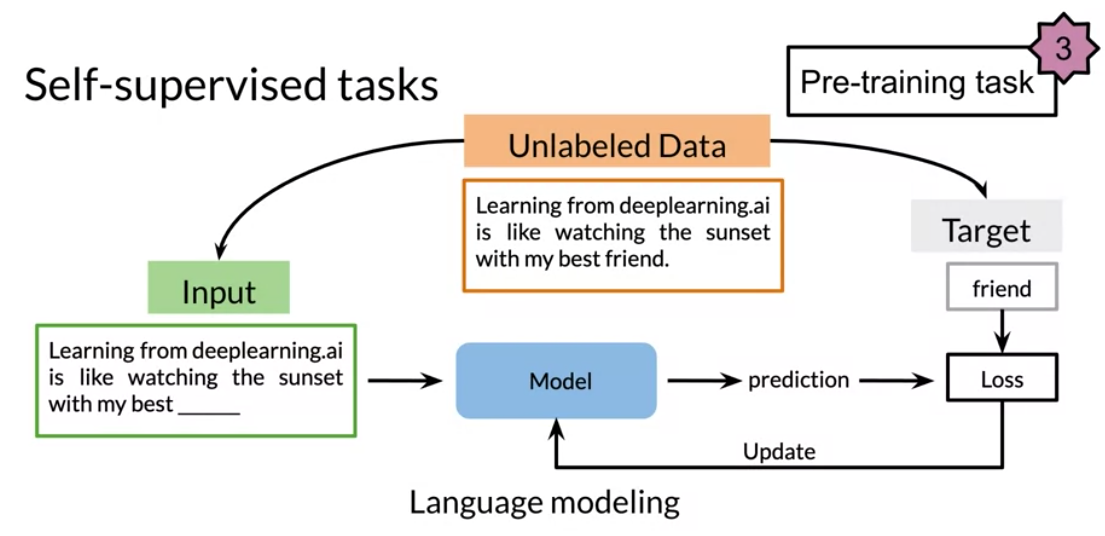 3
Pre-training task
Self-supervised tasks
Unlabeled Data
Learning from deeplearning.ai
is like watching the sunset
with my best friend.
Target
friend
Input
Learning from deeplearning.ai
is like watching the sunset
with my best _____
Model
prediction
Loss
Update
Language modeling